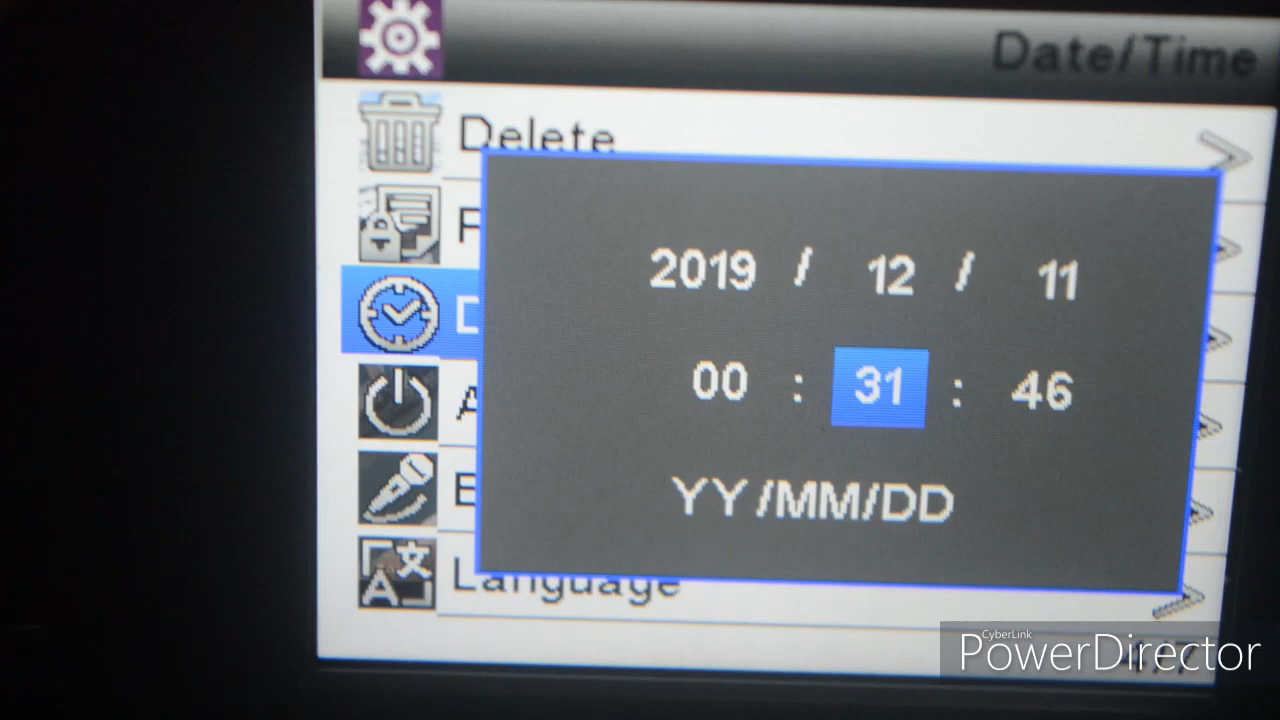 Date/Time
Delete
2019 / 12 / 11
00 : 31 : 46
YY/MM/DD
Language
CyberLink
PowerDirector